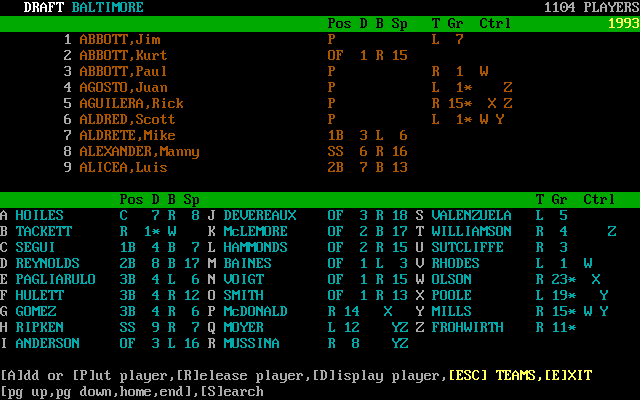 DRAFT BALTIMORE 1104 PLAYERS
Pos D B Sp T Gr Ctrl 1993
1 ABBOTT,Jim P L 7
2 ABBOTT,Kurt OF 1 R 15
3 ABBOTT,Paul P R 1 W
4 AGOSTO,Juan P L 1* Z
5 AGUILERA,Rick P R 15* X Z
6 ALDRED,Scott P L 1* W Y
7 ALDRETE,Mike 1B 3 L 6
8 ALEXANDER,Manny SS 6 R 16
9 ALICEA,Luis 2B 7 B 13
Pos D B Sp T Gr Ctrl
A HOILES C 7 R 8 J DEVEREAUX OF 3 R 18 S VALENZUELA L 5
B TACKETT R 1* W K McLEMORE OF 2 B 17 T WILLIAMSON R 4 Z
C SEGUI 1B 4 B 7 L HAMMONDS OF 2 R 15 U SUTCLIFFE R 3
D REYNOLDS 2B 8 B 17 M BAINES OF 1 L 3 V RHODES L 1 W
E PAGLIARULO 3B 4 L 6 N VOIGT OF 1 R 15 W OLSON R 23* X
F HULETT 3B 4 R 12 O SMITH OF 1 B 13 X POOLE L 19* Y
G GOMEZ 3B 4 R 6 P McDONALD R 14 X Y MILLS R 15* W Y
H RIPKEN SS 9 R 7 Q MOYER L 12 YZ Z FROHWIRTH R 11*
I ANDERSON OF 3 L 16 R MUSSINA R 8 YZ
[A]dd or [P]ut player,[R]elease player,[D]isplay player,[ESC] TEAMS,[E]XIT
[pg up,pg down,home,end],[S]earch